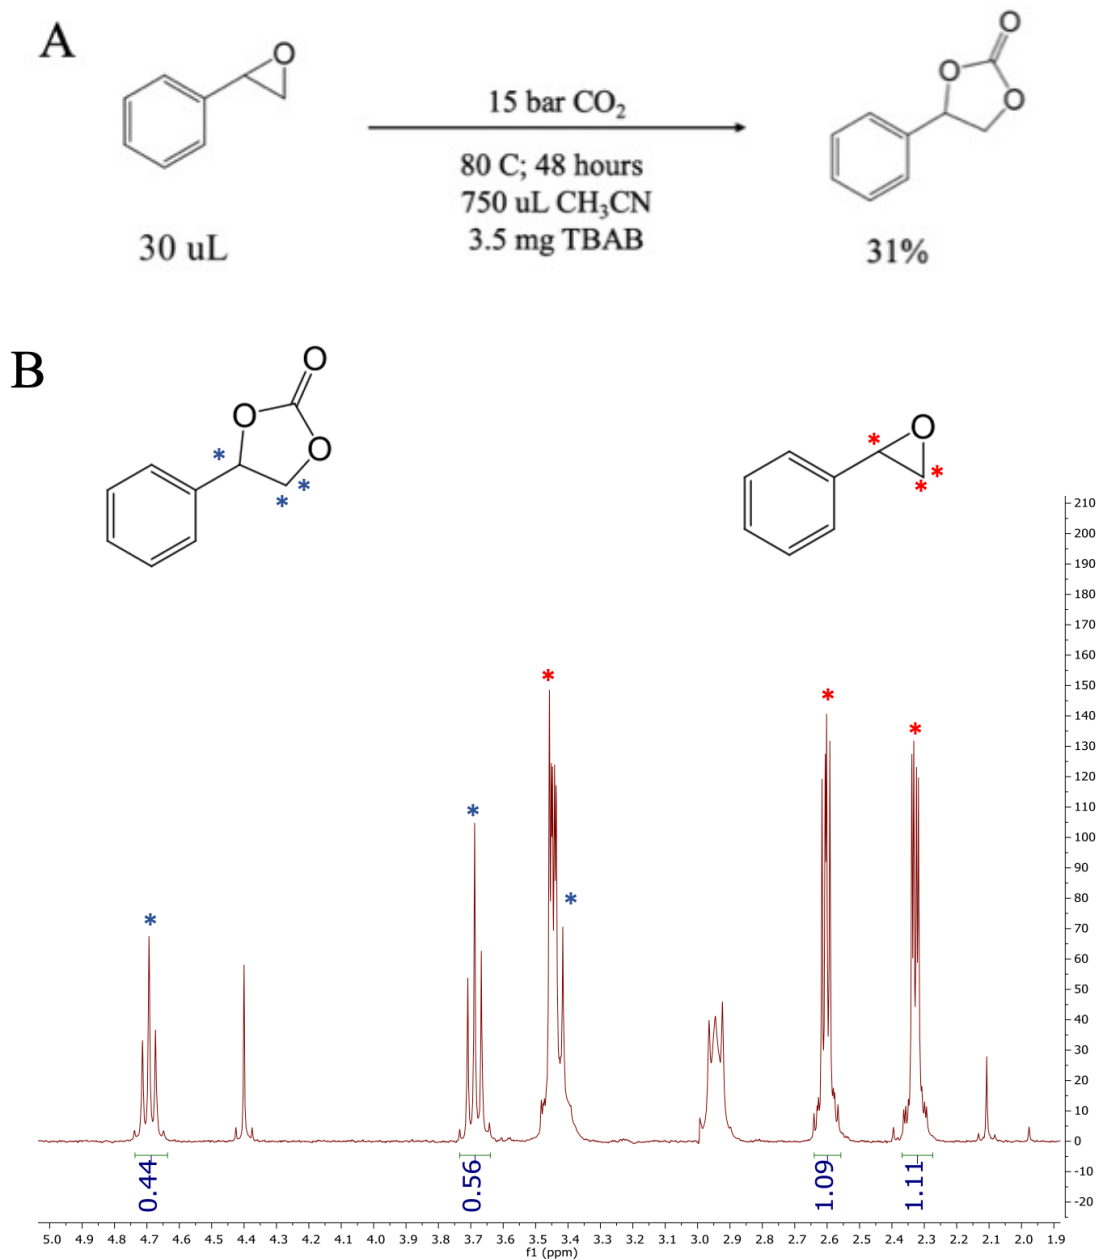 A
O
O
O
O
15 bar CO₂
80 C; 48 hours
750 uL CH₃CN
3.5 mg TBAB
30 uL
31%
B
O
O
O
O
*
*
*
*
*
*
210
200
190
180
170
160
150
140
130
120
110
100
90
80
70
60
50
40
30
20
10
0
-10
-20
*
*
*
*
*
*
0.44
0.56
1.09
1.11
5.0 4.9 4.8 4.7 4.6 4.5 4.4 4.3 4.2 4.1 4.0 3.9 3.8 3.7 3.6 3.5 3.4 3.3 3.2 3.1 3.0 2.9 2.8 2.7 2.6 2.5 2.4 2.3 2.2 2.1 2.0 1.9
f1 (ppm)